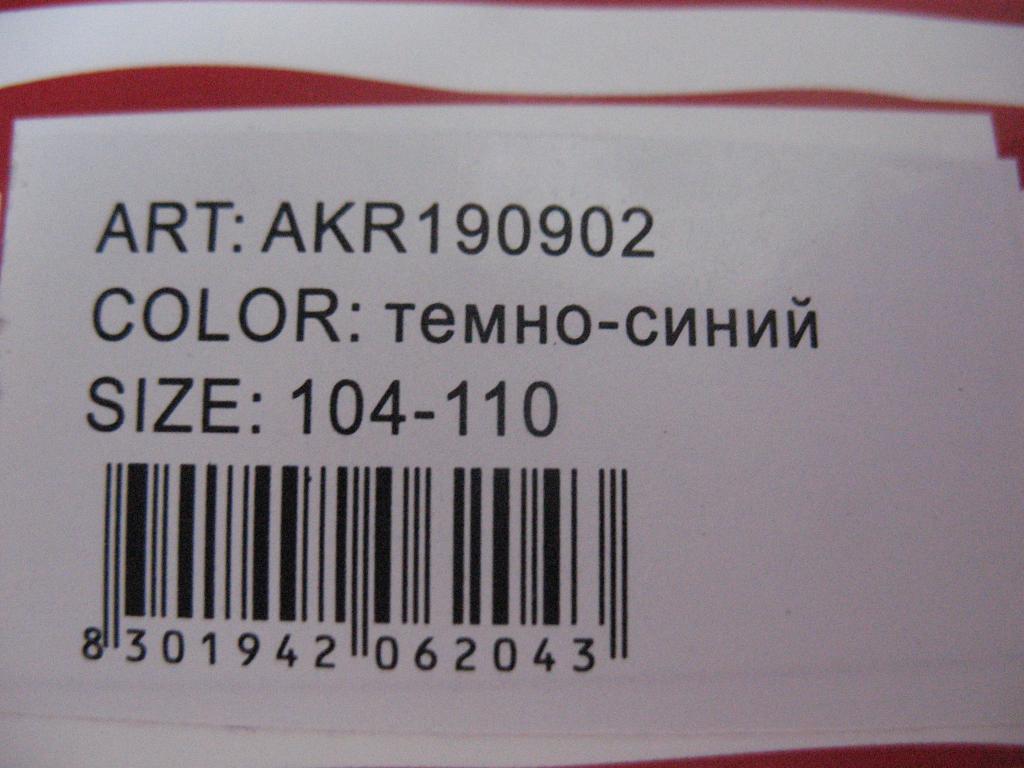 ART: AKR190902
COLOR: темно-синий
SIZE: 104-110
8 301942 062043